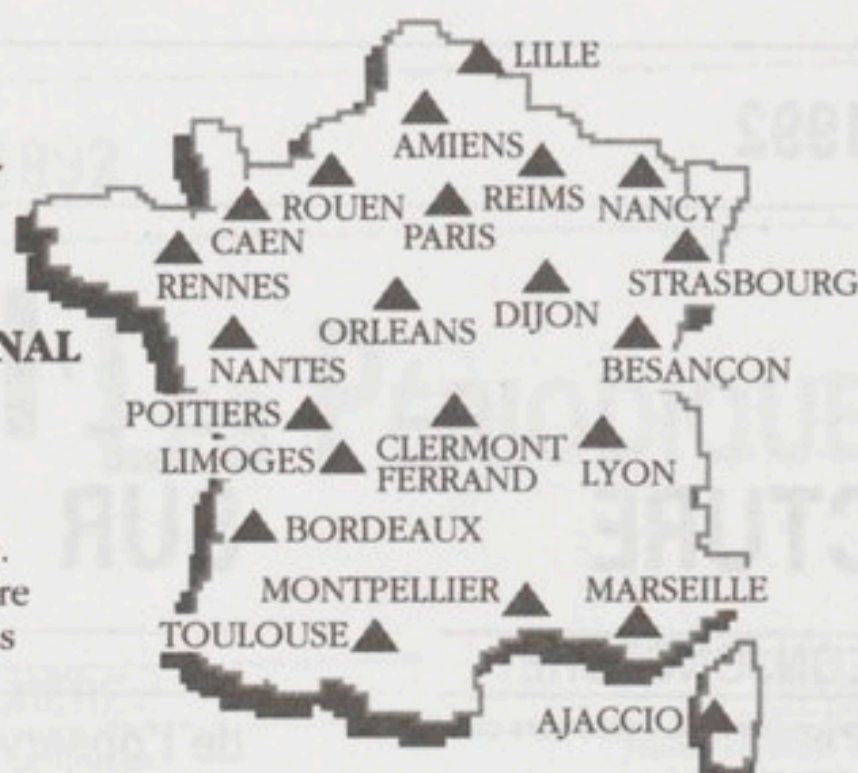 LILLE
AMIENS
ROUEN
REIMS
NANCY
CAEN
PARIS
RENNES
STRASBOURG
ORLEANS
DIJON
NAL
NANTES
BESANÇON
POITIERS
LIMOGES
CLERMONT
FERRAND
LYON
BORDEAUX
.
re
s
MONTPELLIER
MARSEILLE
TOULOUSE
AJACCIO